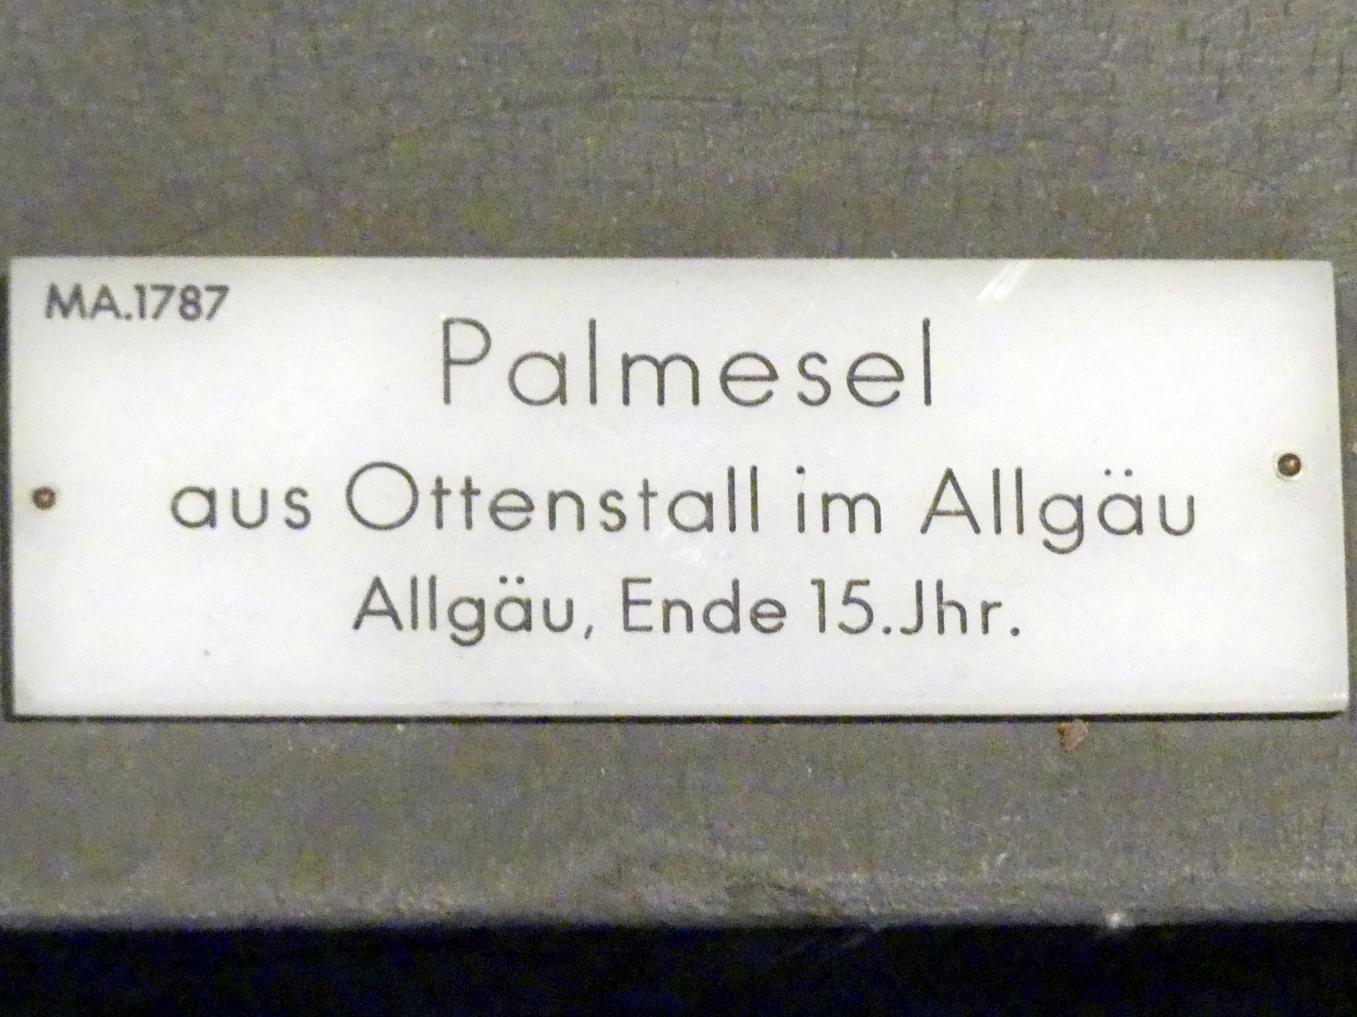 MA.1787
Palmesel
aus Ottenstall im Allgäu
Allgäu, Ende 15.Jhr.